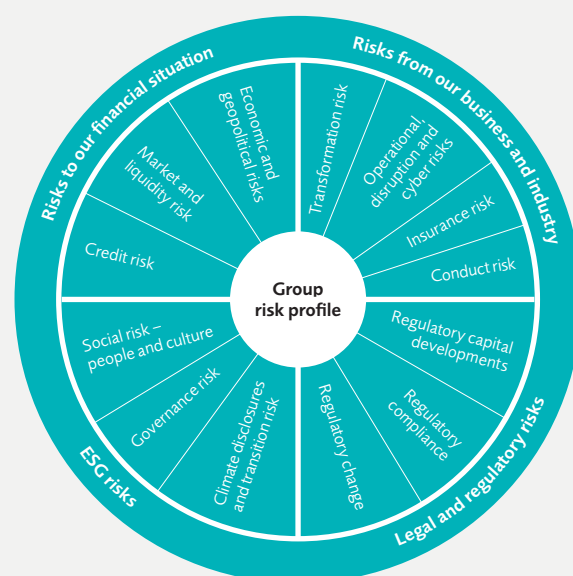 Risks to our financial situation
Economic and
geopolitical risks
Market and
liquidity risk
Credit risk
Risks from our business and industry
Transformation risk
Operational,
disruption and
cyber risks
Insurance risk
Conduct risk
Group
risk profile
Legal and regulatory risks
Regulatory capital
developments
Regulatory
compliance
Regulatory change
ESG risks
Climate disclosures
and transition risk
Governance risk
Social risk –
people and culture